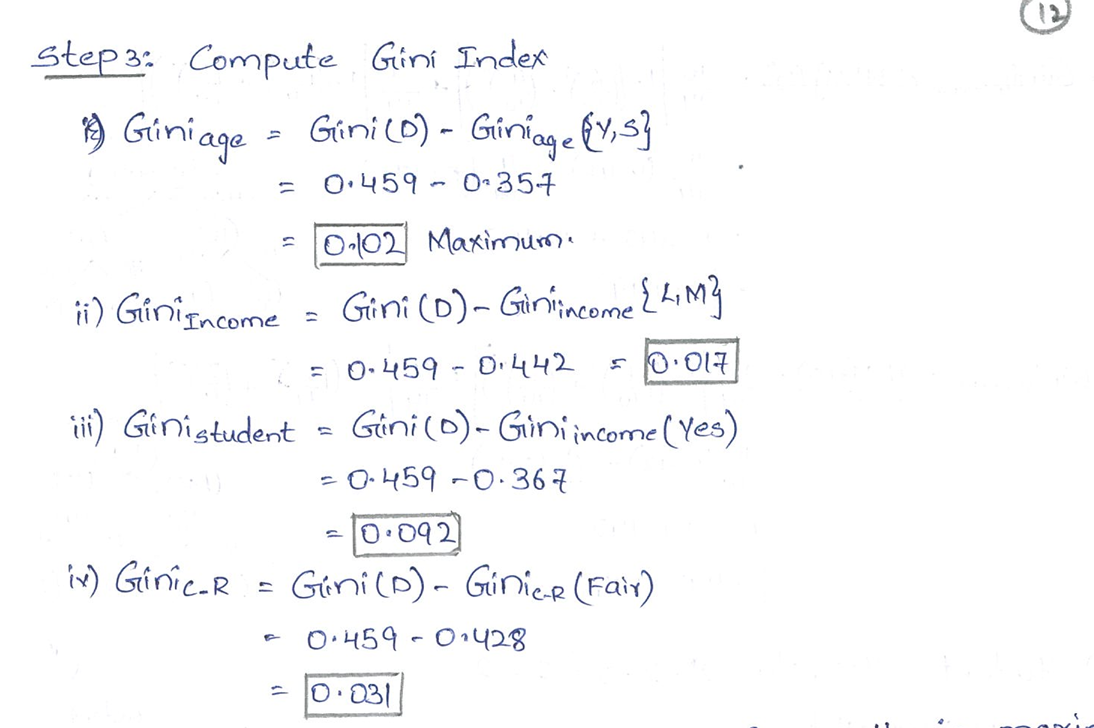 12
Step 3: Compute Gini Index
i) Gini age = Gini (D) - Gini age {Y, S}
= 0.459 - 0.357
= 0.102 Maximum.
ii) Gini Income = Gini (D) - Gini income {L, M}
= 0.459 - 0.442 = 0.017
iii) Gini student = Gini (D) - Gini income (Yes)
= 0.459 - 0.367
= 0.092
iv) Gini C-R = Gini (D) - Gini C-R (Fair)
= 0.459 - 0.428
= 0.031